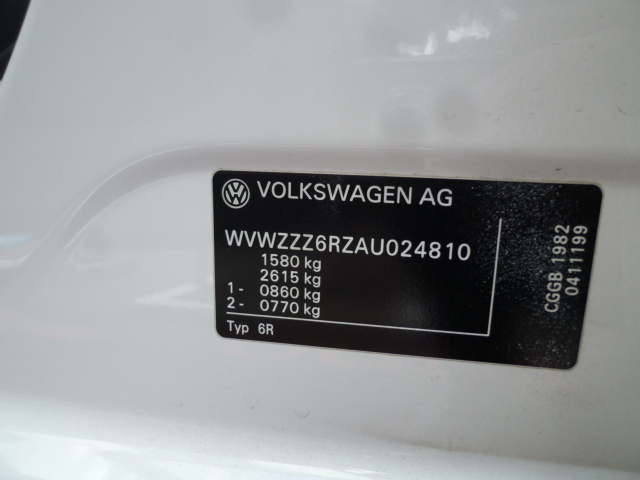 VOLKSWAGEN AG
WVWZZZ6RZAU024810
1580 kg
2615 kg
1 - 0860 kg
2 - 0770 kg
Typ 6R
CGGB 1982
0411199